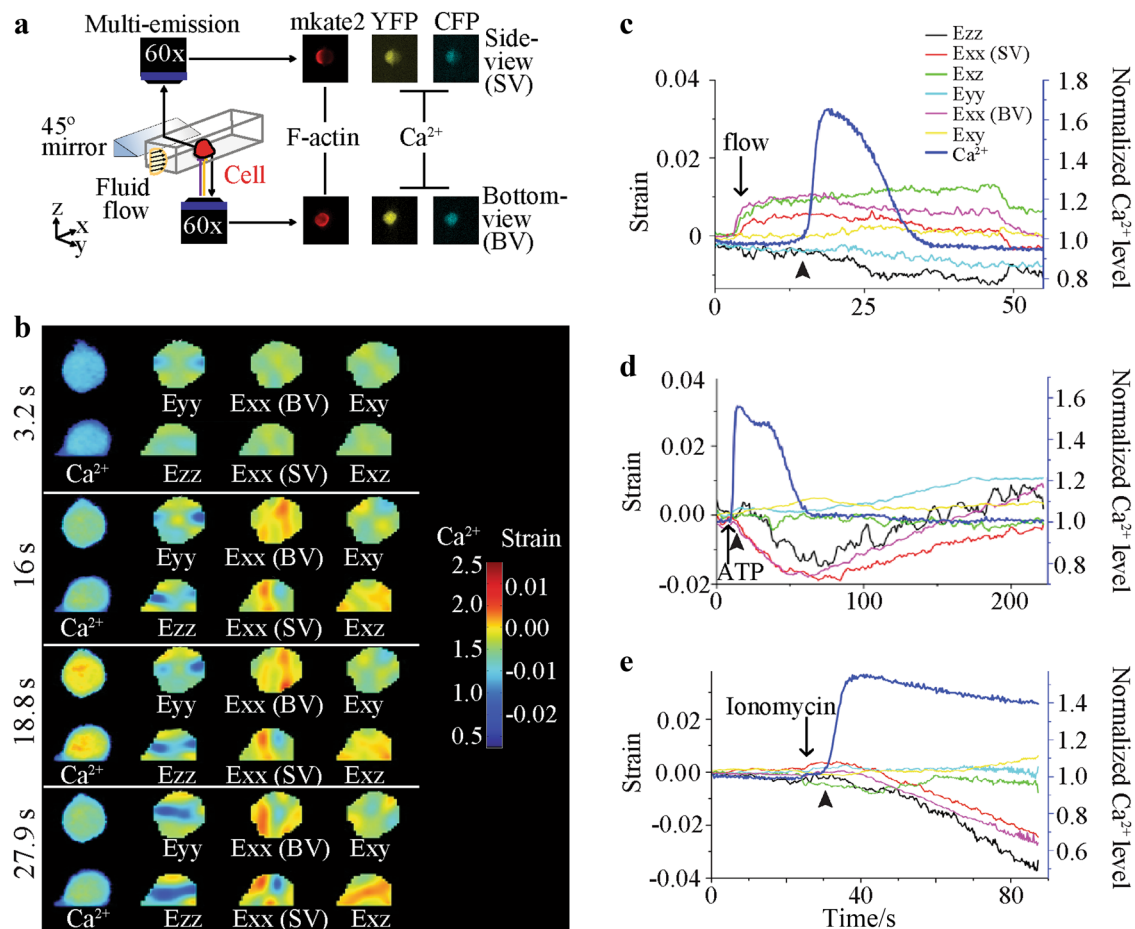 a
Multi-emission
60x
mkate2 YFP CFP
Side-view (SV)
45° mirror
F-actin
Ca²⁺
Fluid flow
Cell
60x
Bottom-view (BV)
z
x
y
b
3.2 s
Eyy Exx (BV) Exy
Ca²⁺ Ezz Exx (SV) Exz
16s
Eyy Exx (BV) Exy
Ca²⁺ Ezz Exx (SV) Exz
18.8 s
Eyy Exx (BV) Exy
Ca²⁺ Ezz Exx (SV) Exz
27.9 s
Eyy Exx (BV) Exy
Ca²⁺ Ezz Exx (SV) Exz
Ca²⁺ Strain
2.5
0.01
2.0
0.00
1.5
-0.01
1.0
-0.02
0.5
c
Ezz
Exx (SV)
Exz
Eyy
Exx (BV)
Exy
Ca²⁺
0.04
0.02
0.01
0
Strain
flow
1.8
1.6
1.4
1.2
1.0
0.8
Normalized Ca²⁺ level
0 25 50
d
0.04
0.02
0.00
-0.02
Strain
ATP
1.6
1.4
1.2
1.0
0.8
Normalized Ca²⁺ level
0 100 200
e
0.02
0.00
-0.02
-0.04
Strain
Ionomycin
1.4
1.2
1.0
0.8
0.6
Normalized Ca²⁺ level
0 40 80
Time/s